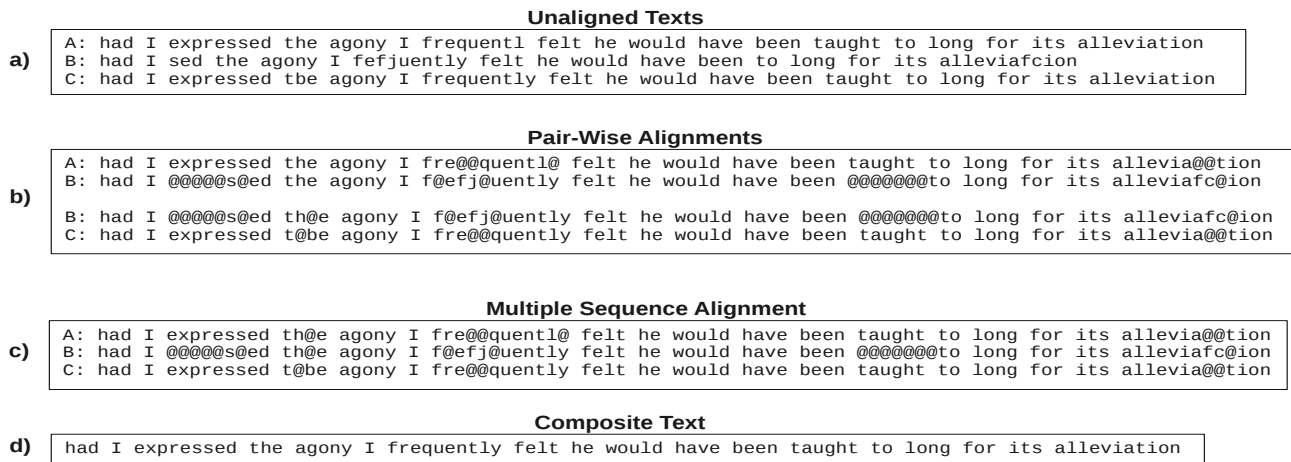 Unaligned Texts
a)
A: had I expressed the agony I frequentl felt he would have been taught to long for its alleviation
B: had I sed the agony I fefjuently felt he would have been to long for its alleviafcion
C: had I expressed tbe agony I frequently felt he would have been taught to long for its alleviation
Pair-Wise Alignments
b)
A: had I expressed the agony I fre@@quentl@ felt he would have been taught to long for its allevia@@tion
B: had I @@@@@s@ed the agony I f@efj@uently felt he would have been @@@@@@@to long for its alleviafc@ion
B: had I @@@@@s@ed th@e agony I f@efj@uently felt he would have been @@@@@@@to long for its alleviafc@ion
C: had I expressed t@be agony I fre@@quently felt he would have been taught to long for its allevia@@tion
Multiple Sequence Alignment
c)
A: had I expressed th@e agony I fre@@quentl@ felt he would have been taught to long for its allevia@@tion
B: had I @@@@@s@ed th@e agony I f@efj@uently felt he would have been @@@@@@@to long for its alleviafc@ion
C: had I expressed t@be agony I fre@@quently felt he would have been taught to long for its allevia@@tion
Composite Text
d)
had I expressed the agony I frequently felt he would have been taught to long for its alleviation